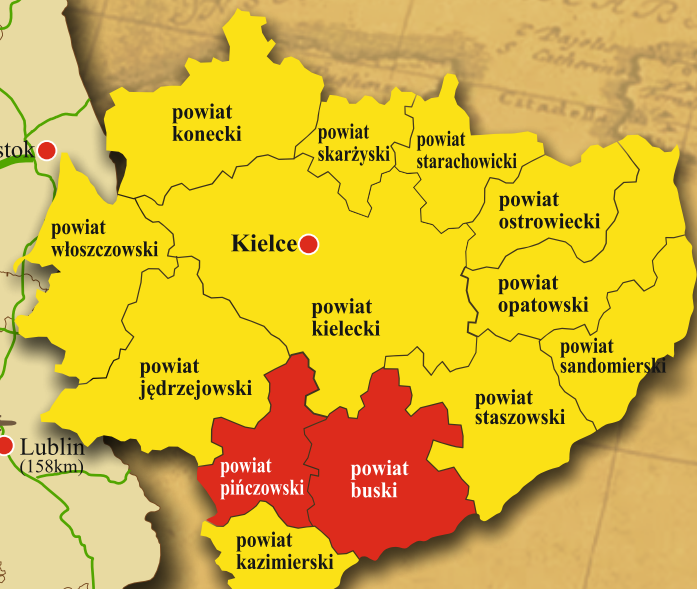 powiat
konecki
powiat
skarżyski
powiat
starachowicki
stok
powiat
ostrowiecki
powiat
włoszczowski
Kielce
powiat
opatowski
powiat
kielecki
powiat
sandomierski
powiat
jędrzejowski
powiat
staszowski
Lublin
(158km)
powiat
pińczowski
powiat
buski
powiat
kazimierski